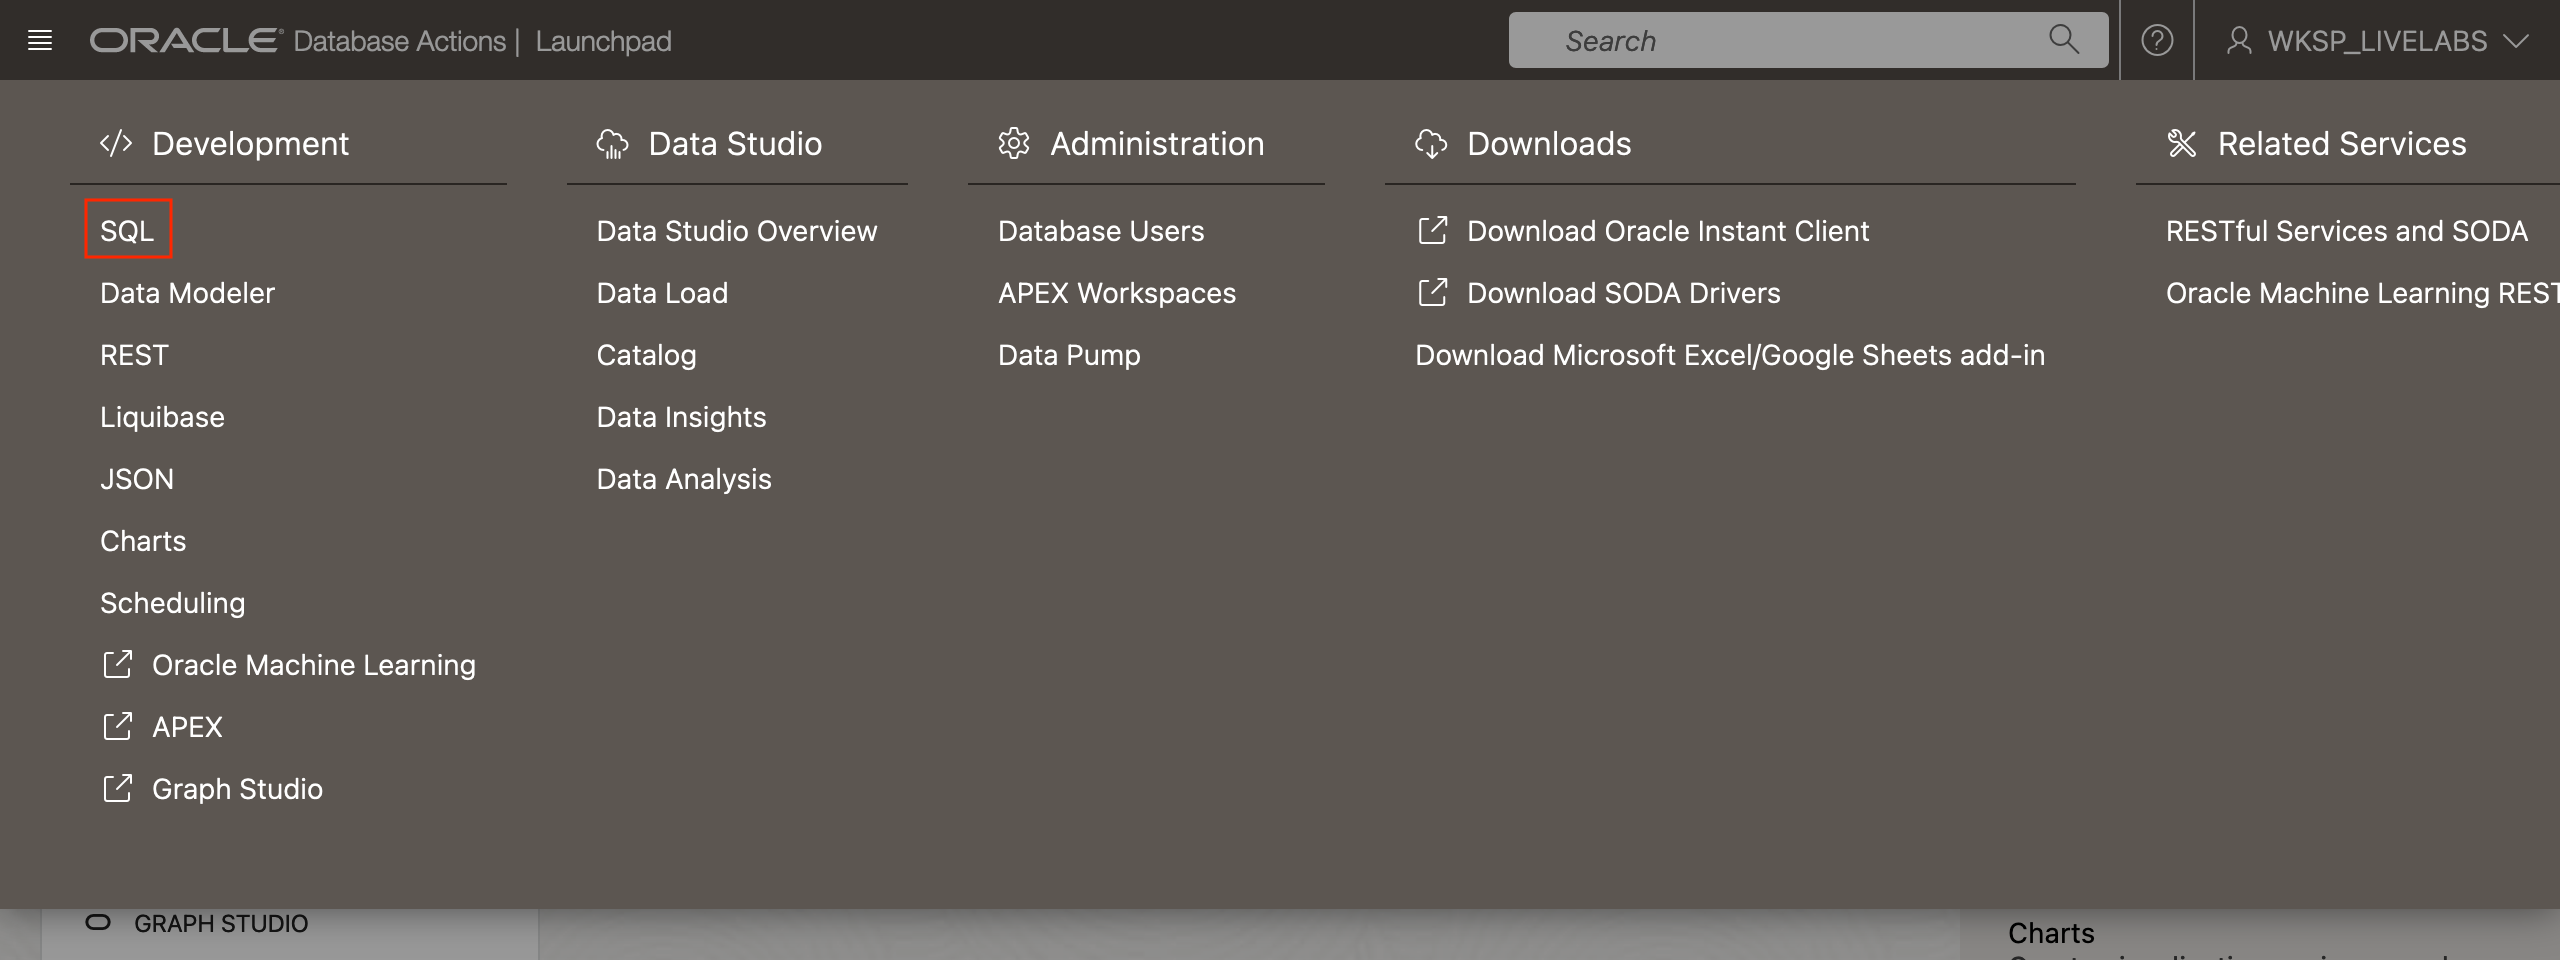 ORACLE Database Actions | Launchpad
Search
WKSP_LIVELABS
Development
SQL
Data Modeler
REST
Liquibase
JSON
Charts
Scheduling
Oracle Machine Learning
APEX
Graph Studio
Data Studio
Data Studio Overview
Data Load
Catalog
Data Insights
Data Analysis
Administration
Database Users
APEX Workspaces
Data Pump
Downloads
Download Oracle Instant Client
Download SODA Drivers
Download Microsoft Excel/Google Sheets add-in
Related Services
RESTful Services and SODA
Oracle Machine Learning REST
GRAPH STUDIO
Charts